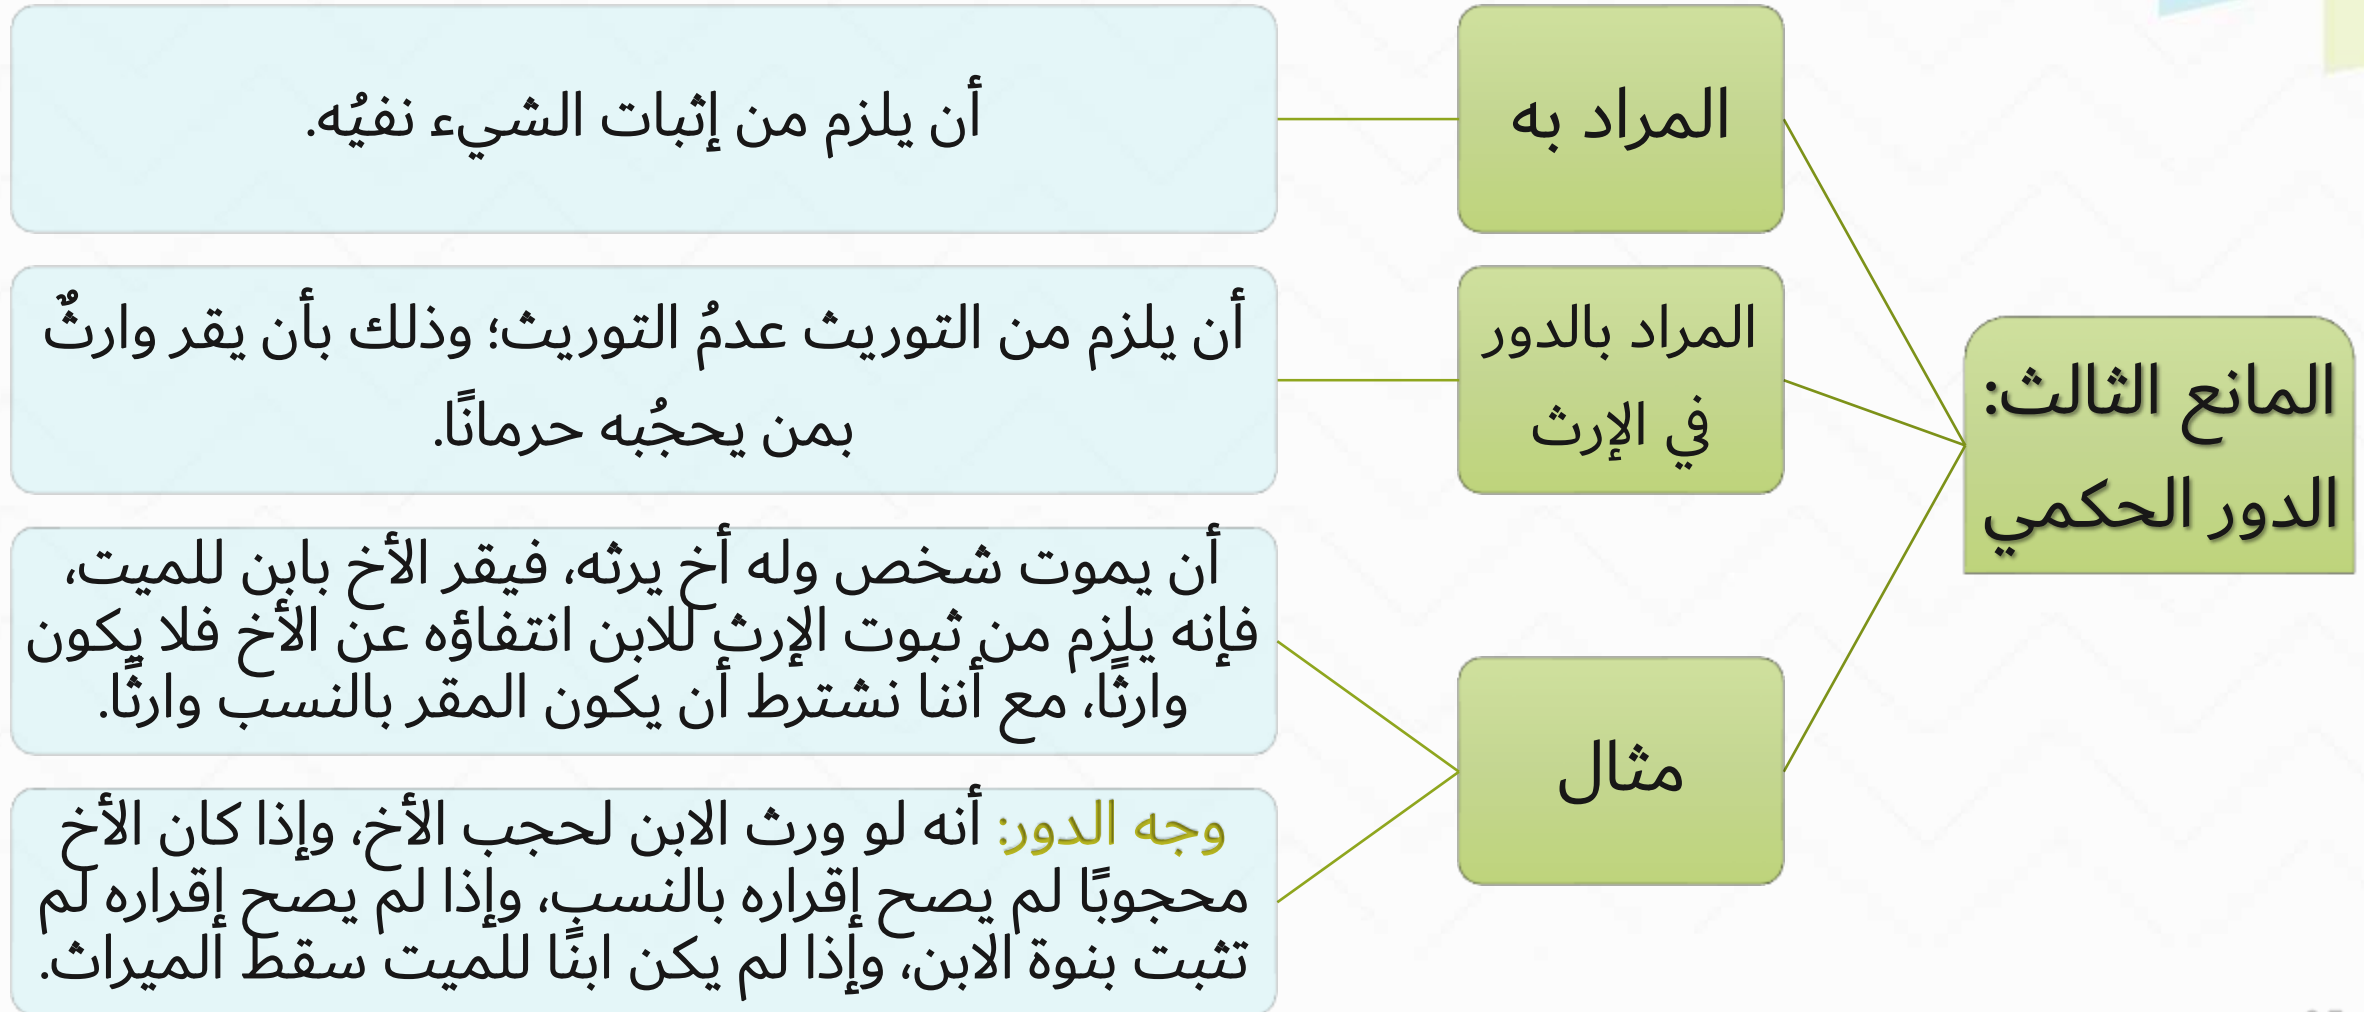 المانع الثالث:
الدور الحكمي
المراد به
أن يلزم من إثبات الشيء نفيُه.
المراد بالدور
في الإرث
أن يلزم من التوريث عدمُ التوريث؛ وذلك بأن يقر وارثٌ
بمن يحجُبه حرمانًا.
مثال
أن يموت شخص وله أخ يرثه، فيقر الأخ بابن للميت،
فإنه يلزم من ثبوت الإرث للابن انتفاؤه عن الأخ فلا يكون
وارثًا، مع أننا نشترط أن يكون المقر بالنسب وارثًا.
وجه الدور: أنه لو ورث الابن لحجب الأخ، وإذا كان الأخ
محجوبًا لم يصح إقراره بالنسب، وإذا لم يصح إقراره لم
تثبت بنوة الابن، وإذا لم يكن ابنًا للميت سقط الميراث.